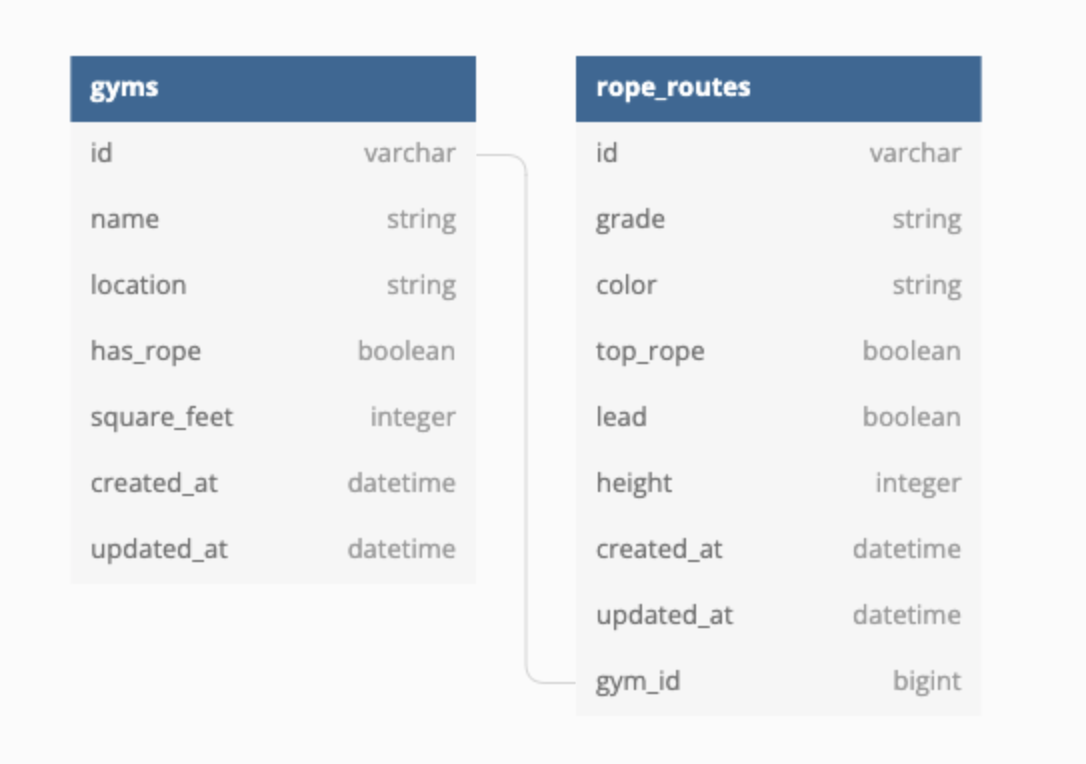 gyms
id varchar
name string
location string
has_rope boolean
square_feet integer
created_at datetime
updated_at datetime
rope_routes
id varchar
grade string
color string
top_rope boolean
lead boolean
height integer
created_at datetime
updated_at datetime
gym_id bigint